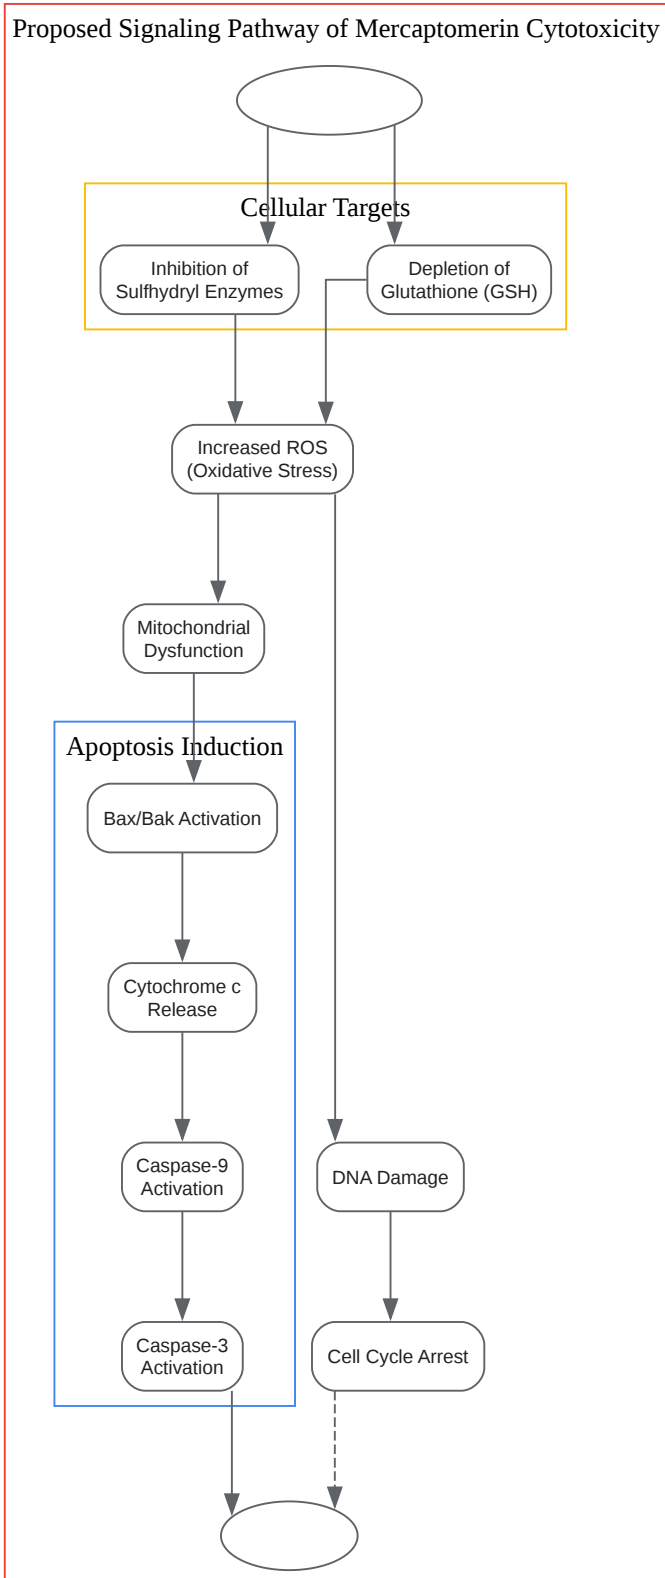 Proposed Signaling Pathway of Mercaptomerin Cytotoxicity
Cellular Targets
Inhibition of
Sulfhydryl Enzymes
Depletion of
Glutathione (GSH)
Increased ROS
(Oxidative Stress)
Mitochondrial
Dysfunction
Apoptosis Induction
Bax/Bak Activation
Cytochrome c
Release
Caspase-9
Activation
DNA Damage
Caspase-3
Activation
Cell Cycle Arrest